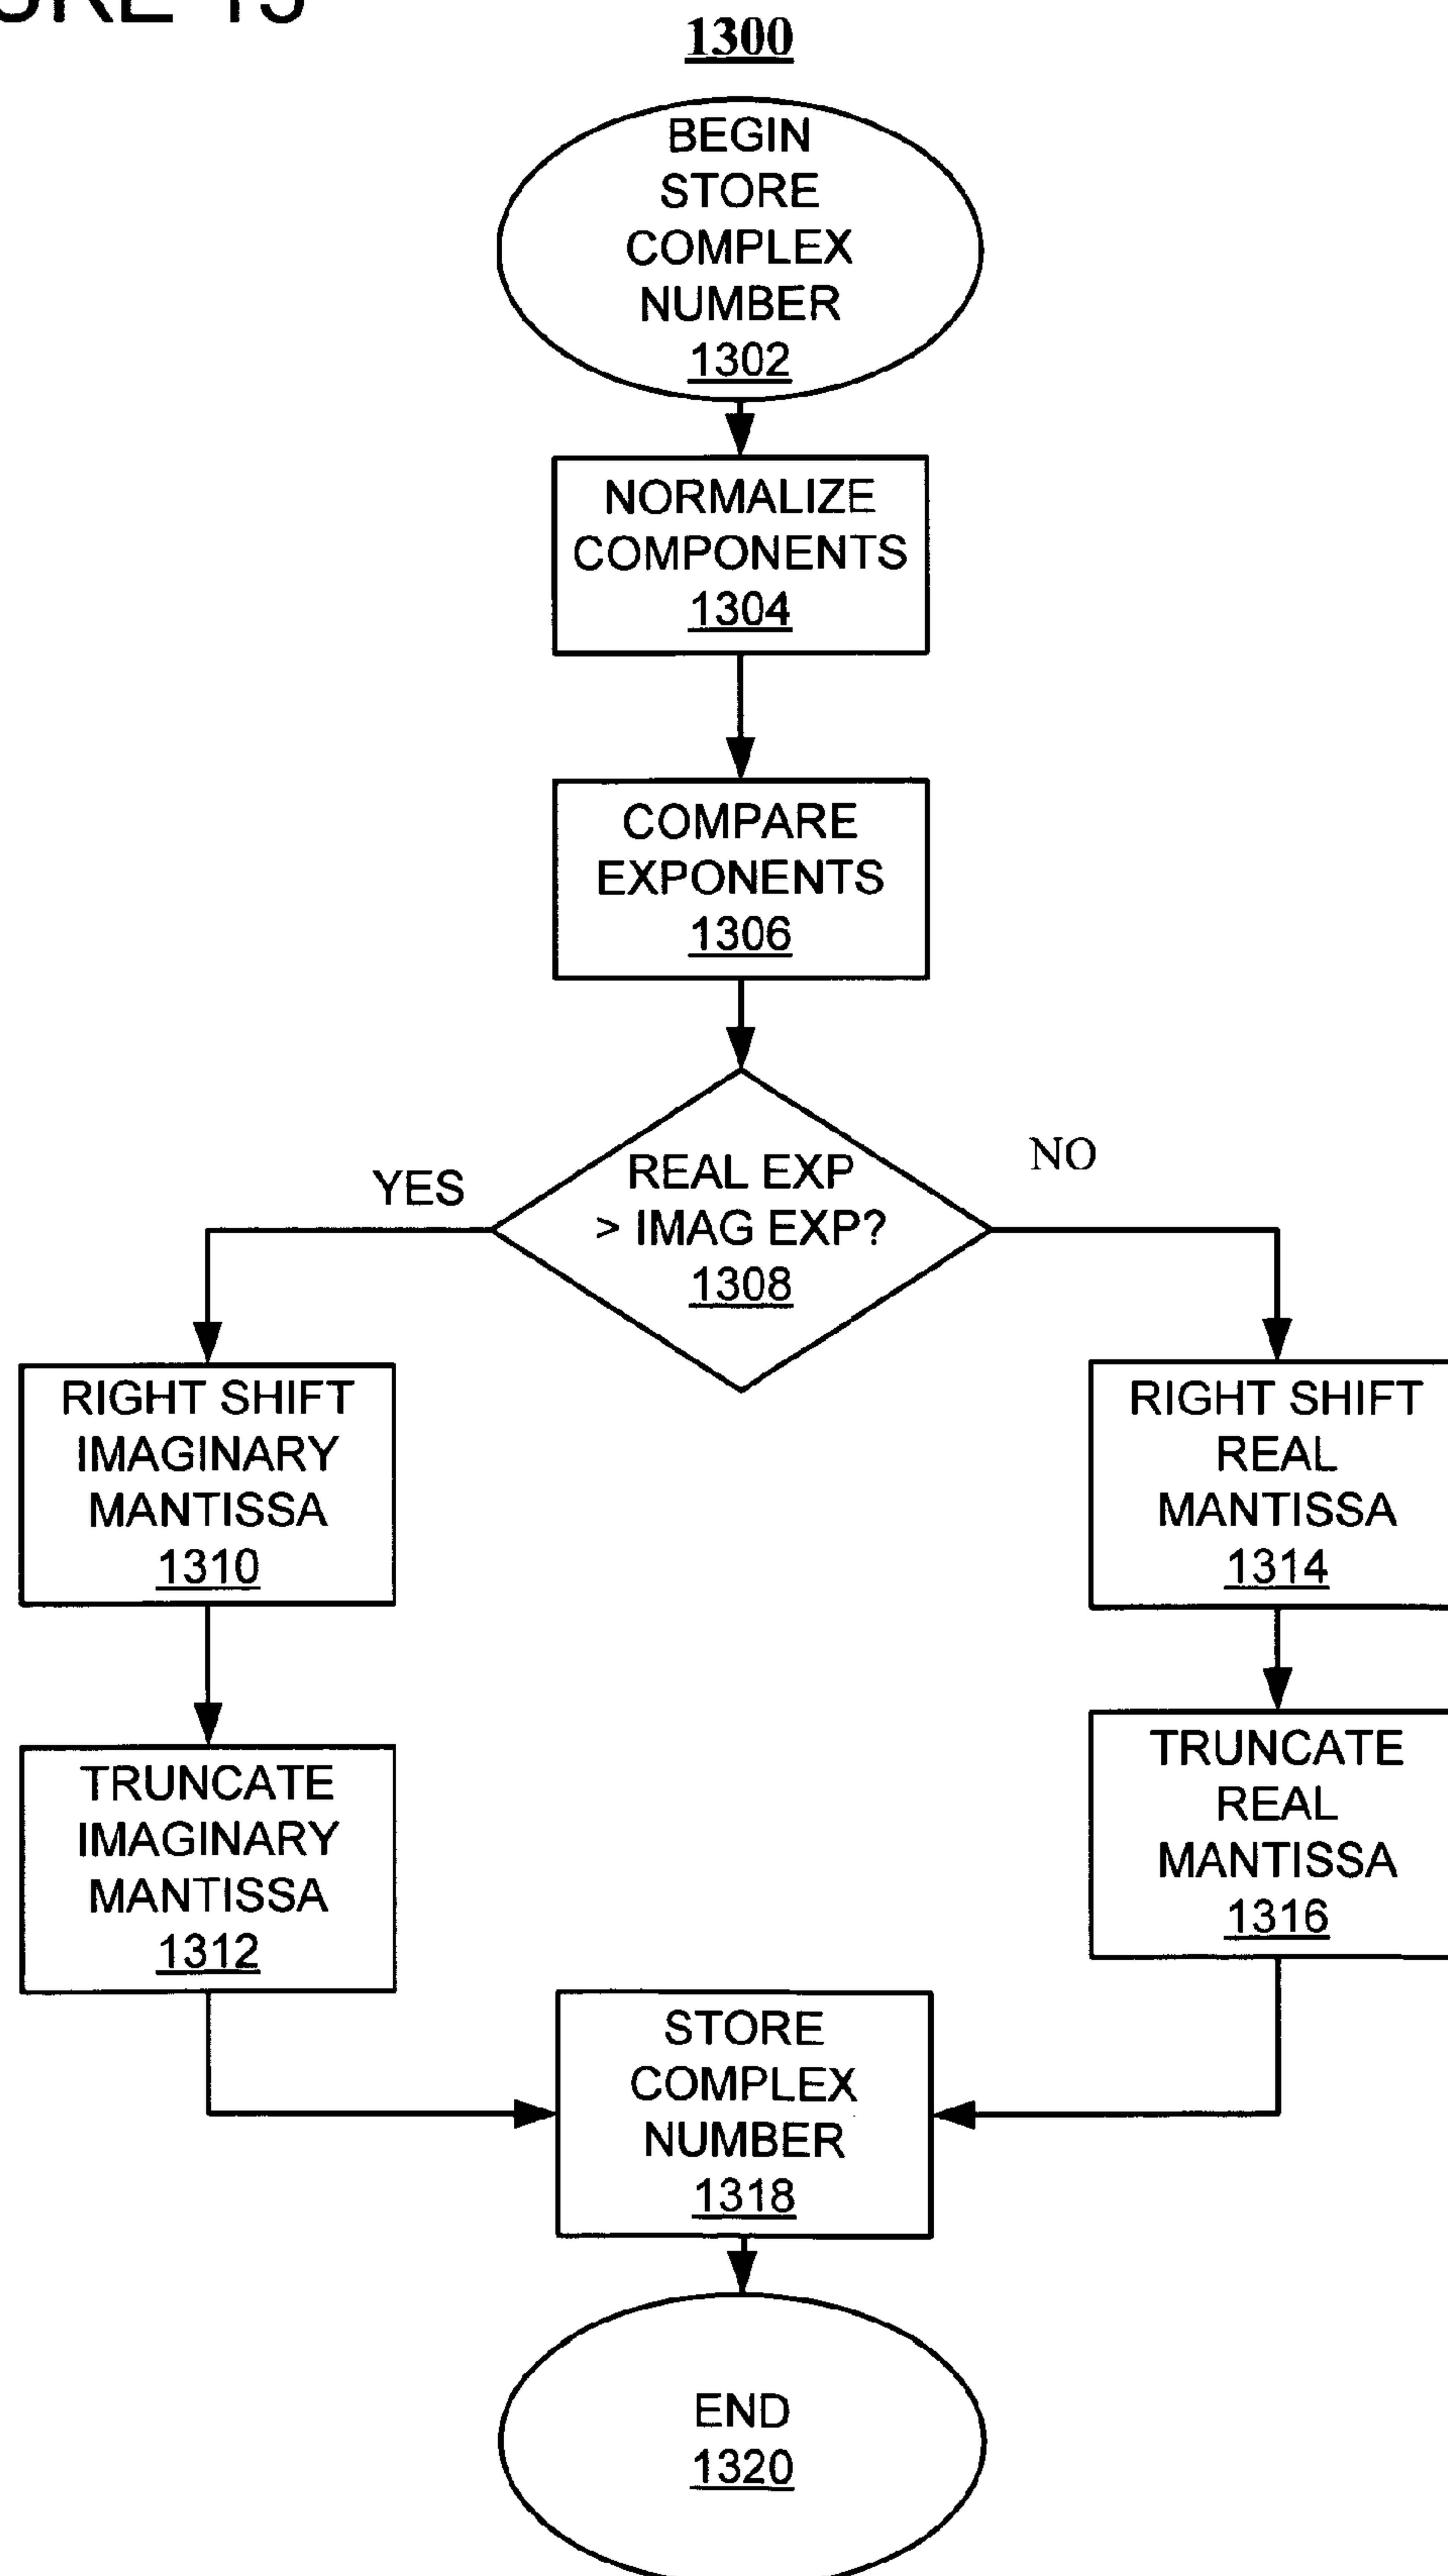 1300
BEGIN
STORE
COMPLEX
NUMBER
1302
NORMALIZE
COMPONENTS
1304
COMPARE
EXPONENTS
1306
REAL EXP
> IMAG EXP?
1308
YES
NO
RIGHT SHIFT
IMAGINARY
MANTISSA
1310
RIGHT SHIFT
REAL
MANTISSA
1314
TRUNCATE
IMAGINARY
MANTISSA
1312
TRUNCATE
REAL
MANTISSA
1316
STORE
COMPLEX
NUMBER
1318
END
1320